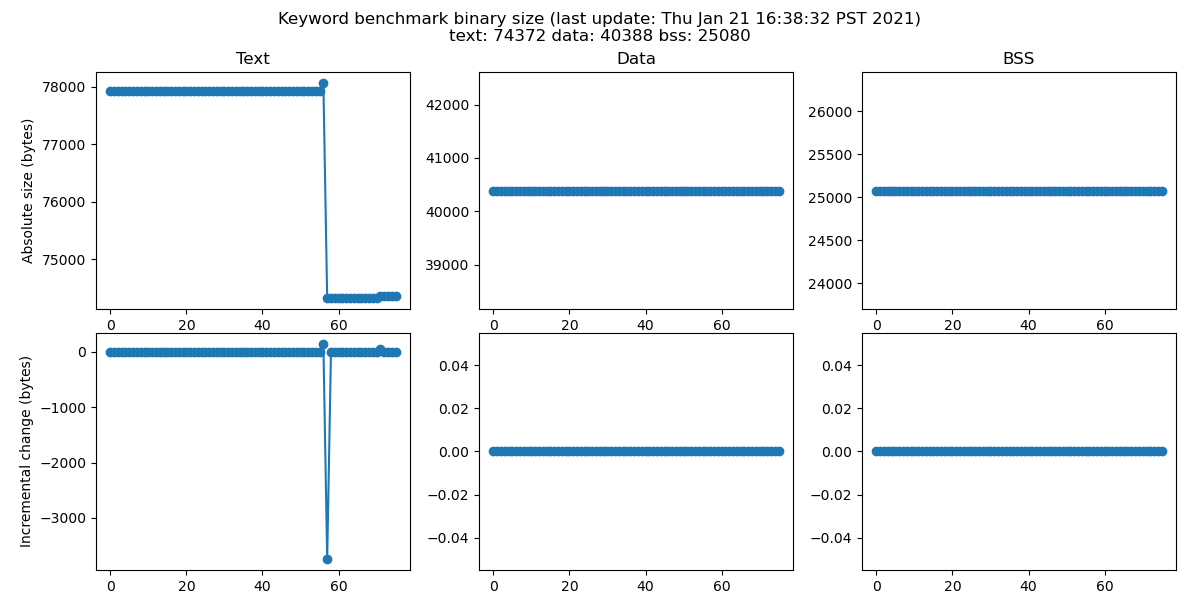 Keyword benchmark binary size (last update: Thu Jan 21 16:38:32 PST 2021)
text: 74372 data: 40388 bss: 25080
Text
Data
BSS
Absolute size (bytes)
78000
77000
76000
75000
0 20 40 60
42000
41000
40000
39000
0 20 40 60
26000
25500
25000
24500
24000
0 20 40 60
Incremental change (bytes)
0
−1000
−2000
−3000
0 20 40 60
0.04
0.02
0.00
−0.02
−0.04
0 20 40 60
0.04
0.02
0.00
−0.02
−0.04
0 20 40 60